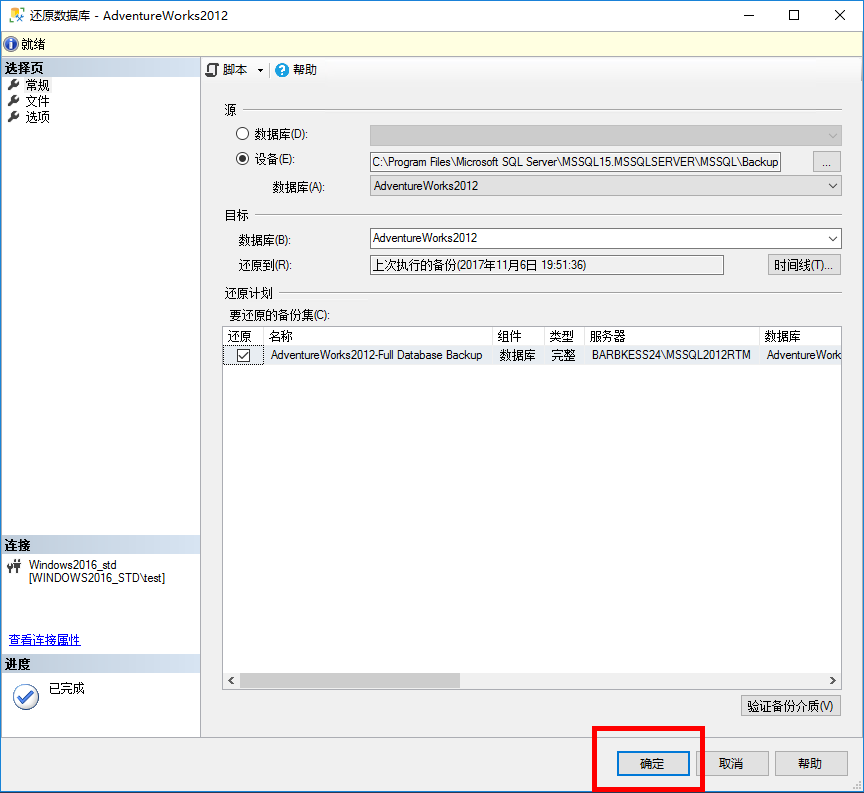 还原数据库 - AdventureWorks2012
就绪
选择页
常规
文件
选项
脚本
帮助
源
数据库(D):
设备(E):
C:\Program Files\Microsoft SQL Server\MSSQL15.MSSQLSERVER\MSSQL\Backup
...
数据库(A):
AdventureWorks2012
目标
数据库(B):
AdventureWorks2012
还原到(R):
上次执行的备份(2017年11月6日 19:51:36)
时间线(T)...
还原计划
要还原的备份集(C):
还原 名称 组件 类型 服务器 数据库
AdventureWorks2012-Full Database Backup 数据库 完整 BARBKESS24\MSSQL2012RTM AdventureWork
连接
Windows2016_std
[WINDOWS2016_STD\test]
查看连接属性
进度
已完成
验证备份介质(V)
确定
取消
帮助